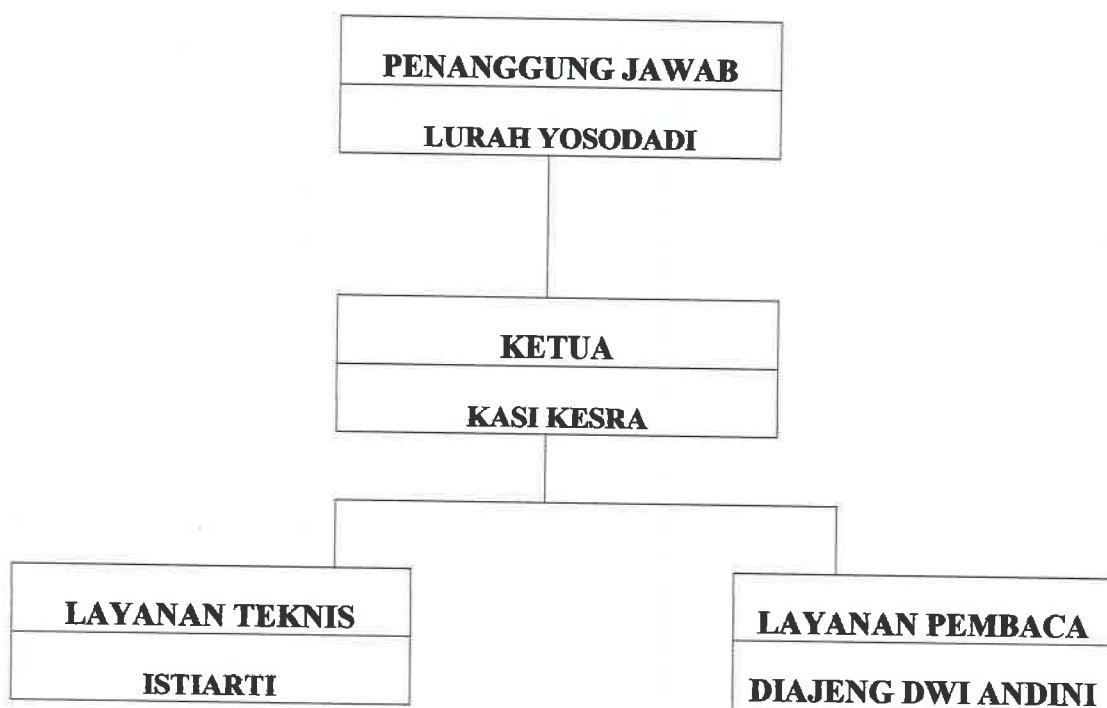 PENANGGUNG JAWAB
LURAH YOSODADI
KETUA
KASI KESRA
LAYANAN TEKNIS
ISTIARTI
LAYANAN PEMBACA
DIAJENG DWI ANDINI